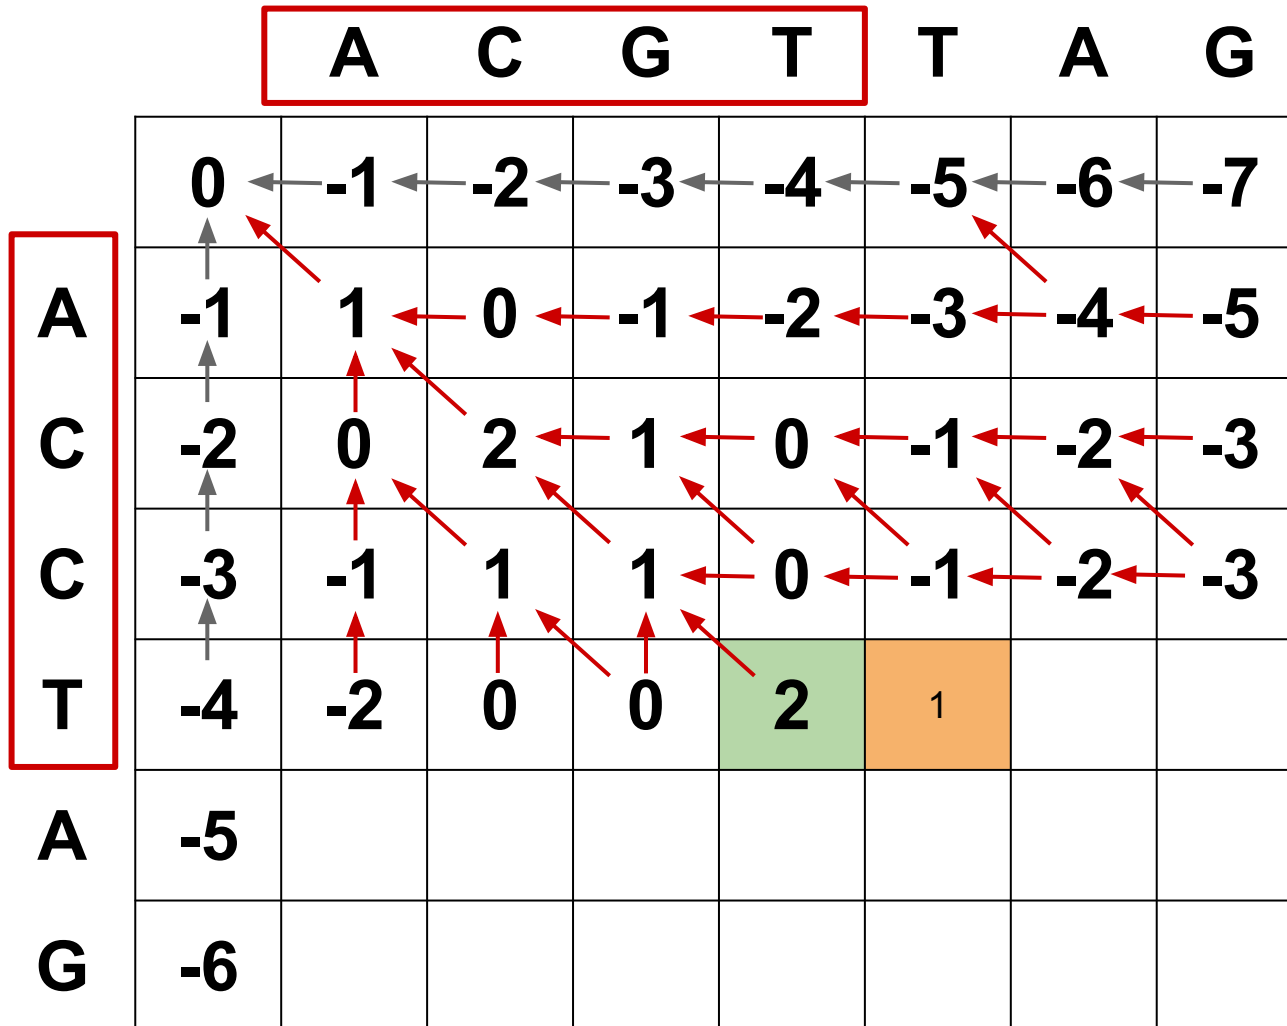 A C G T T A G
0 -1 -2 -3 -4 -5 -6 -7
A -1 1 0 -1 -2 -3 -4 -5
C -2 0 2 1 0 -1 -2 -3
C -3 -1 1 1 0 -1 -2 -3
T -4 -2 0 0 2 1
A -5
G -6